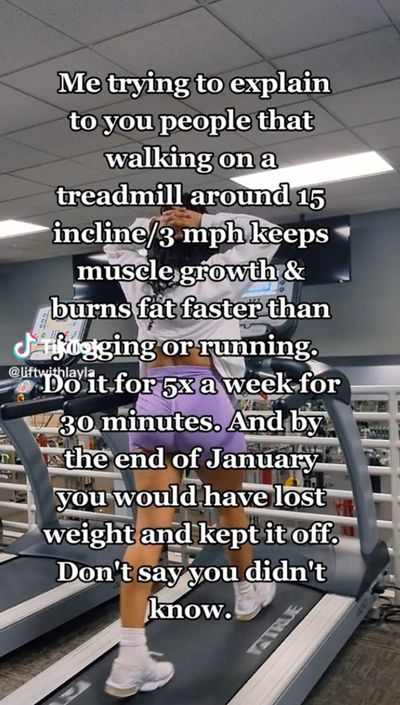 Me trying to explain
to you people that
walking on a
treadmill around 15
incline/3 mph keeps
muscle growth &
burns fat faster than
jogging or running.
TikTok
@liftwithlayla
Do it for 5x a week for
30 minutes. And by
the end of January
you would have lost
weight and kept it off.
Don't say you didn't
know.
TRUE